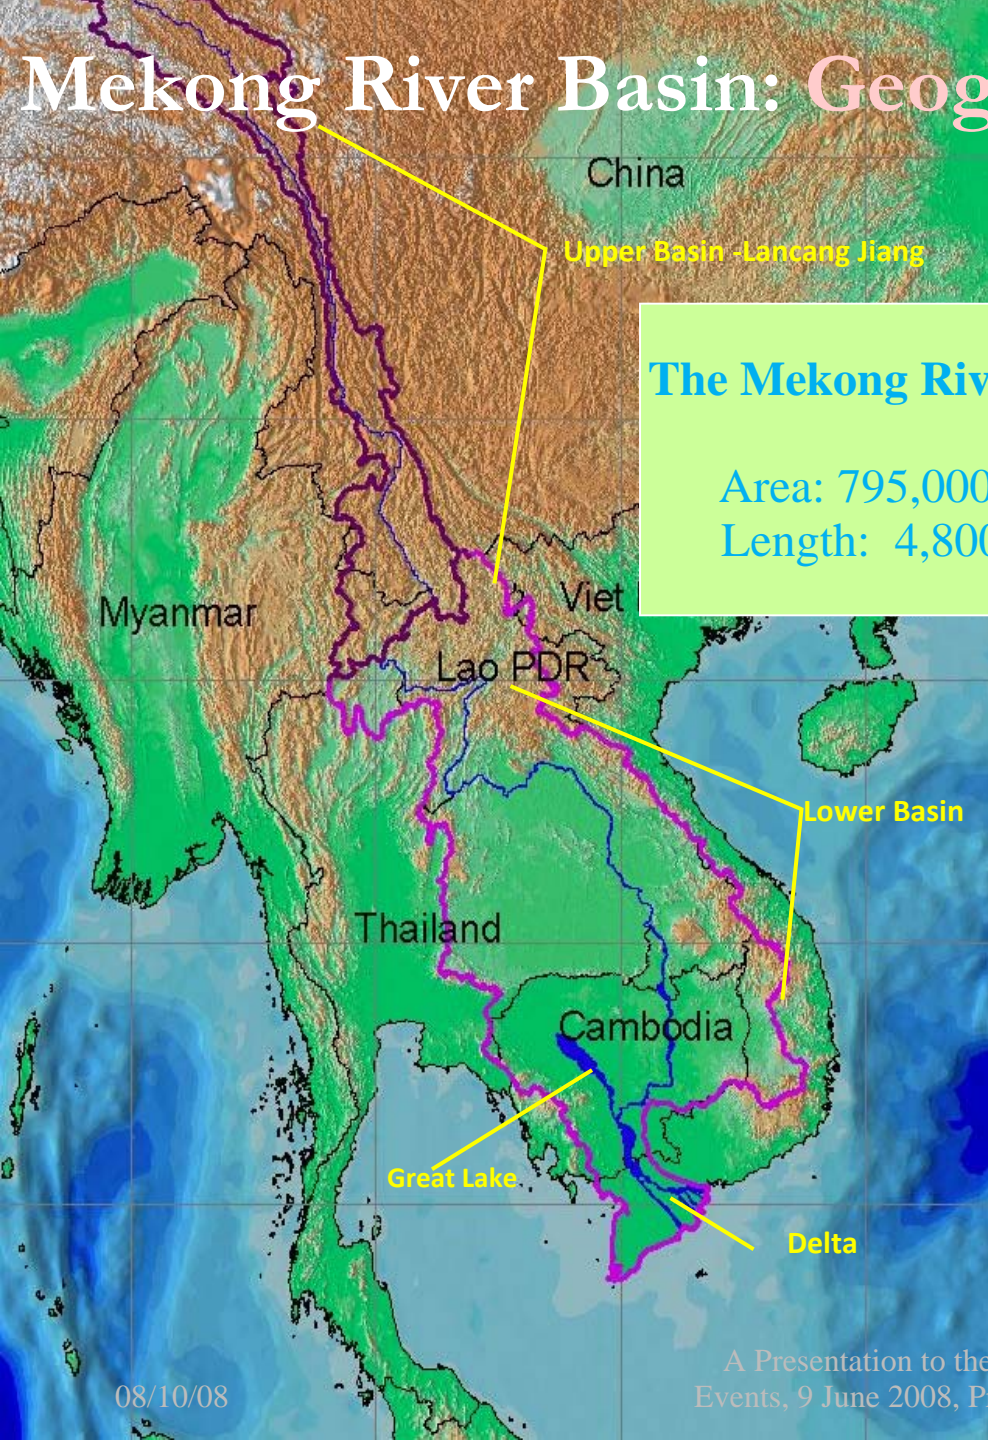 Mekong River Basin: Geog
China
Upper Basin -Lancang Jiang
The Mekong Riv
Area: 795,000
Length: 4,800
Myanmar
Viet
Lao PDR
Lower Basin
Thailand
Cambodia
Great Lake
Delta
A Presentation to the
08/10/08
Events, 9 June 2008, P